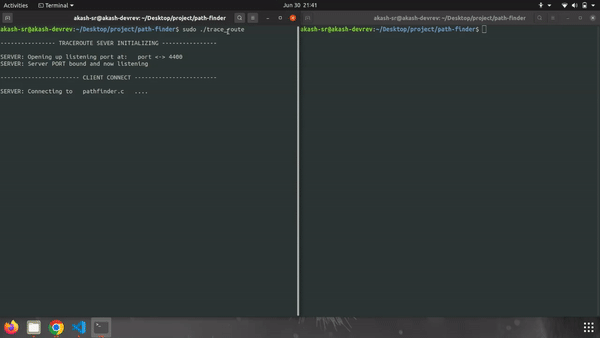 Activities
Terminal
Jun 30 21:41
akash-sr@akash-devrev: ~/Desktop/project/path-finder
akash-sr@akash-devrev:~/Desktop/project/path-finder$ sudo ./trace_route
---------------- TRACEROUTE SEVER INITIALIZING ----------------
SERVER: Opening up listening port at:   port <-> 4400
SERVER: Server PORT bound and now listening
----------------------- CLIENT CONNECT -----------------------
SERVER: Connecting to   pathfinder.c   ....
akash-sr@akash-devrev: ~/Desktop/project/path-finder
akash-sr@akash-devrev:~/Desktop/project/path-finder$